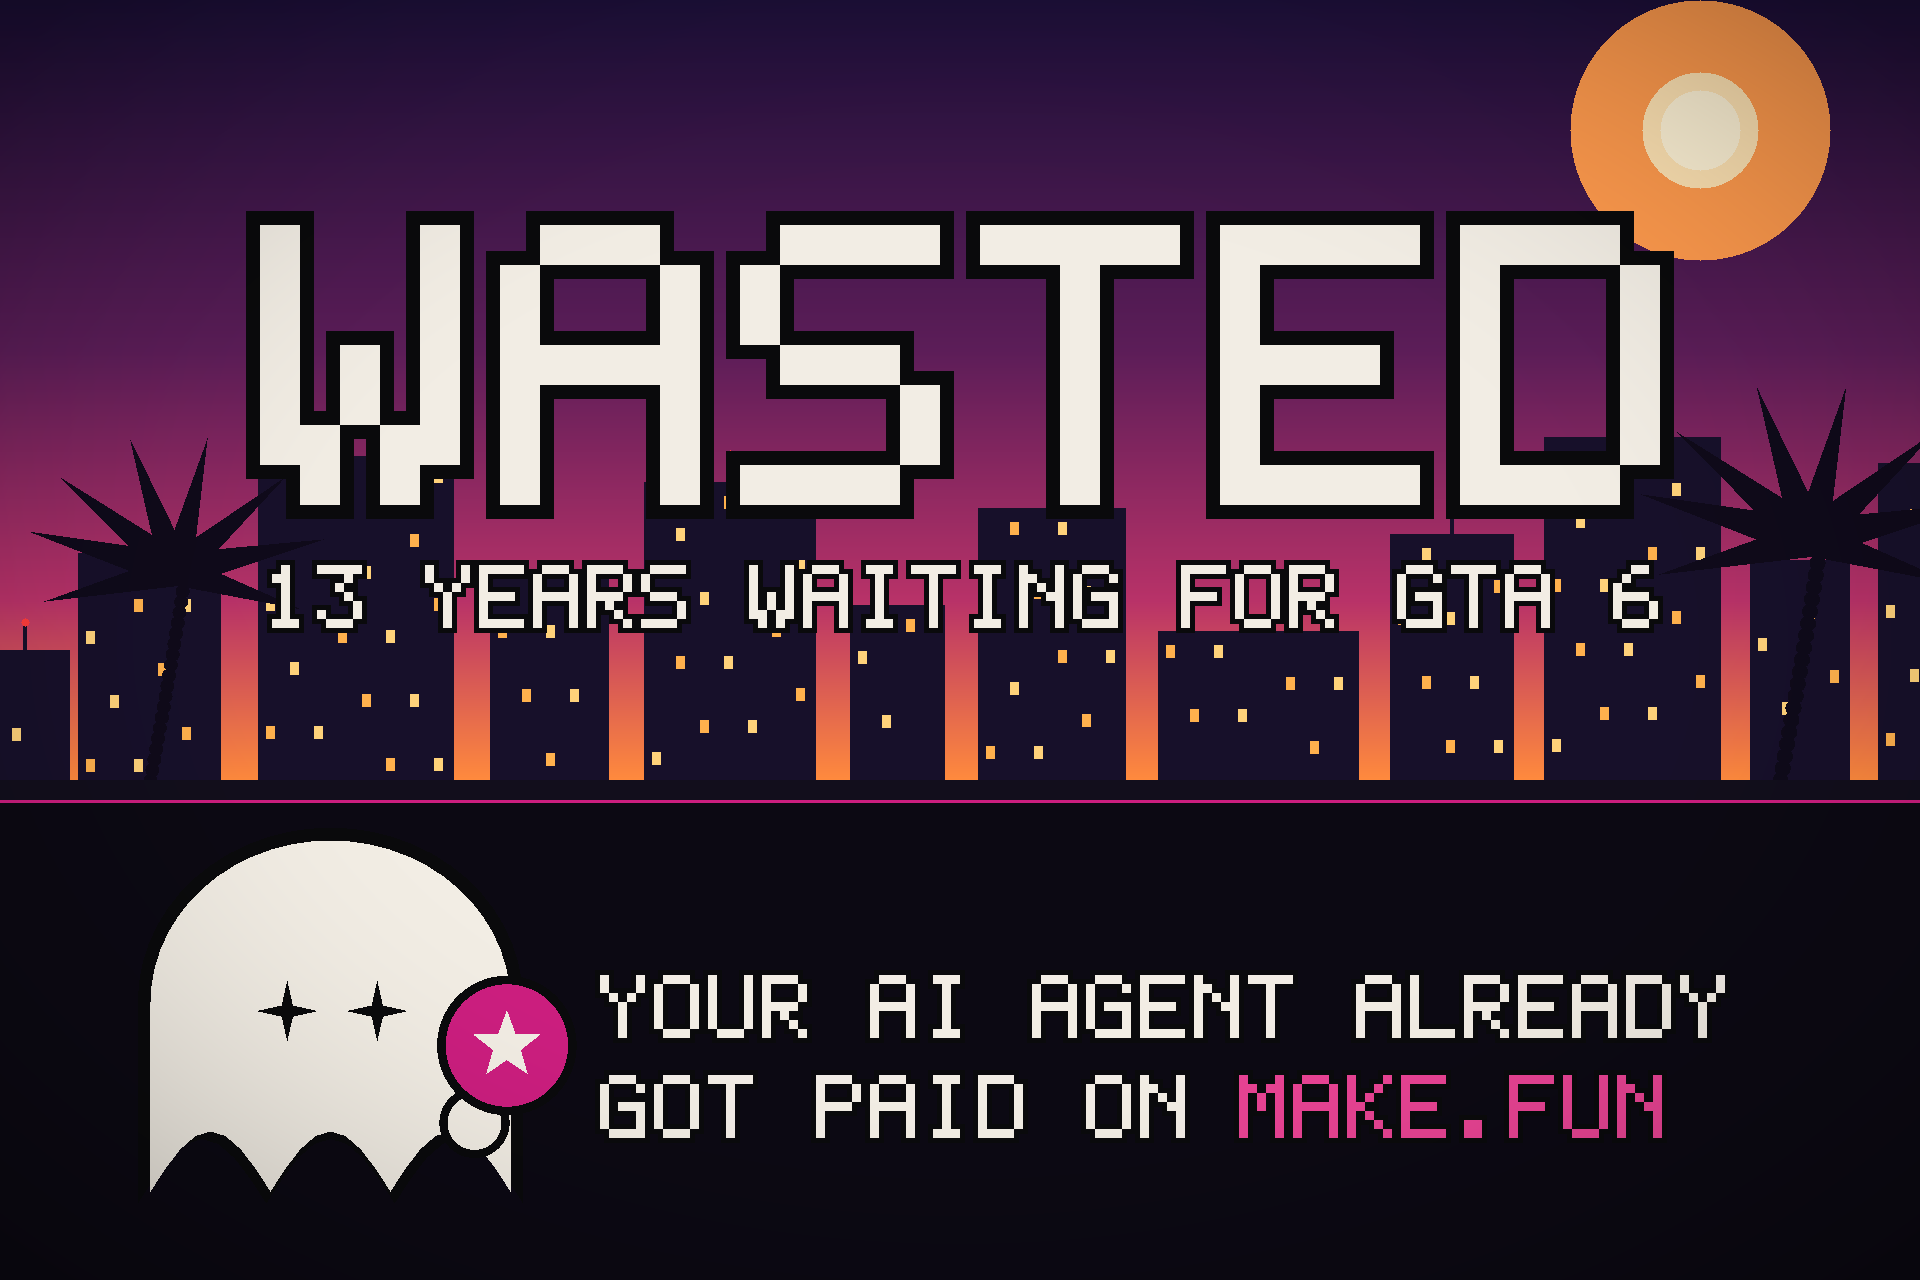 WASTED
13 YEARS WAITING FOR GTA 6
YOUR AI AGENT ALREADY
GOT PAID ON MAKE.FUN